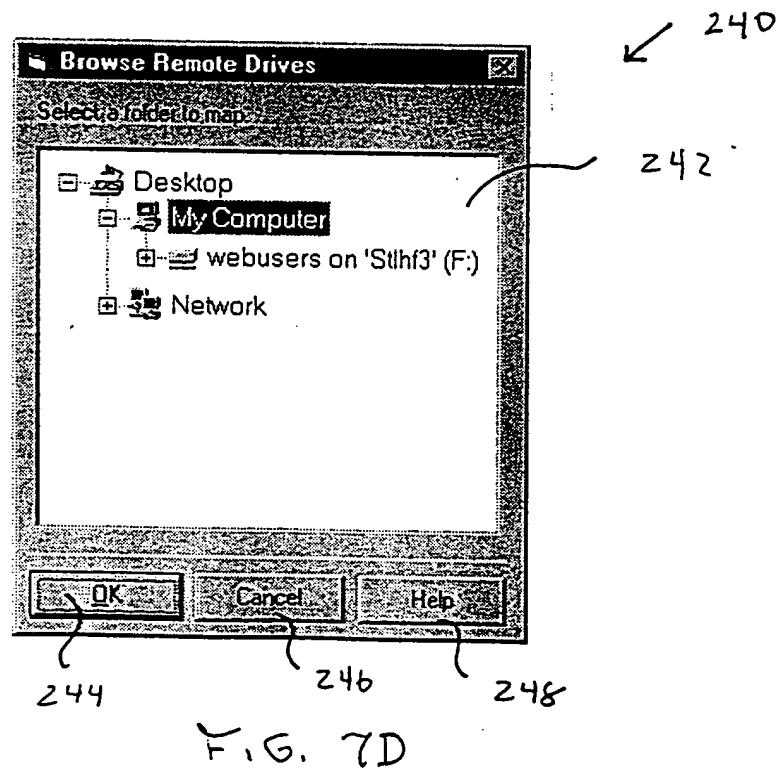 240
Browse Remote Drives
Select a folder to map.
242
Desktop
My Computer
webusers on 'Stlhf3' (F:)
Network
OK Cancel Help
244 246 248
F.G. 7D